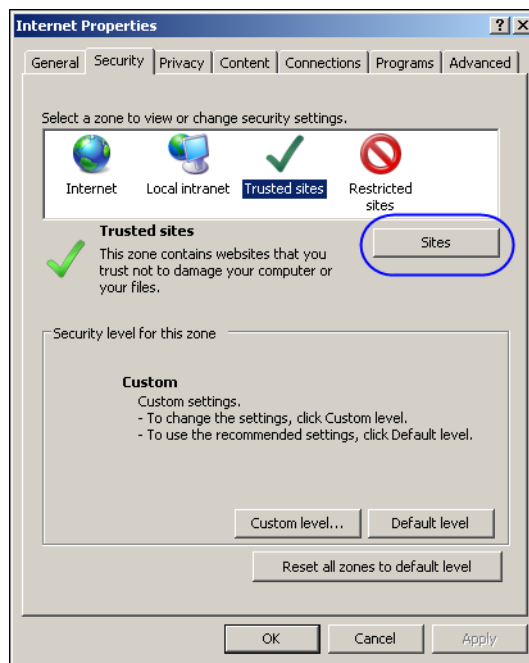 Internet Properties
? X
General Security Privacy Content Connections Programs Advanced
Select a zone to view or change security settings.
Internet Local intranet Trusted sites Restricted sites
Trusted sites
Sites
This zone contains websites that you
trust not to damage your computer or
your files.
Security level for this zone
Custom
Custom settings.
- To change the settings, click Custom level.
- To use the recommended settings, click Default level.
Custom level... Default level
Reset all zones to default level
OK Cancel Apply